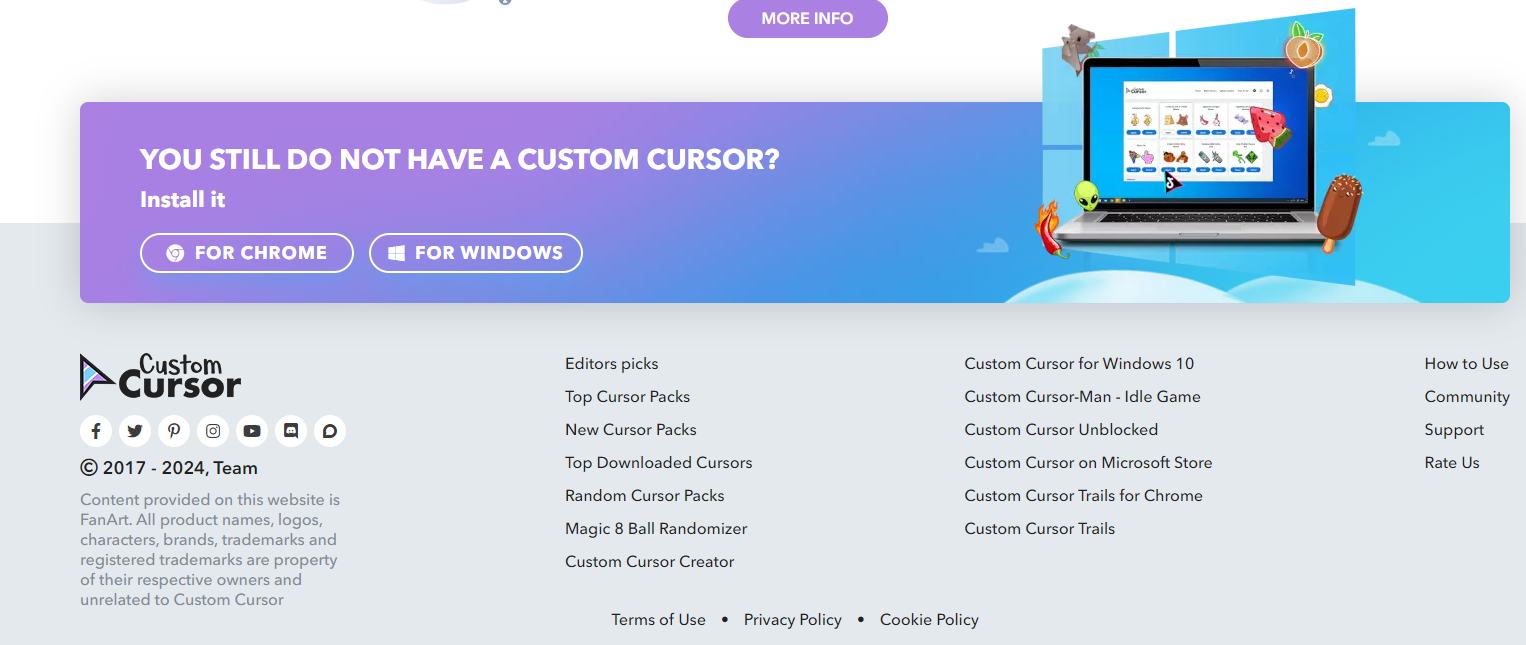 MORE INFO
YOU STILL DO NOT HAVE A CUSTOM CURSOR?
Install it
FOR CHROME
FOR WINDOWS
Custom
Cursor
© 2017 - 2024, Team
Content provided on this website is
FanArt. All product names, logos,
characters, brands, trademarks and
registered trademarks are property
of their respective owners and
unrelated to Custom Cursor
Editors picks
Top Cursor Packs
New Cursor Packs
Top Downloaded Cursors
Random Cursor Packs
Magic 8 Ball Randomizer
Custom Cursor Creator
Custom Cursor for Windows 10
Custom Cursor-Man - Idle Game
Custom Cursor Unblocked
Custom Cursor on Microsoft Store
Custom Cursor Trails for Chrome
Custom Cursor Trails
How to Use
Community
Support
Rate Us
Terms of Use • Privacy Policy • Cookie Policy